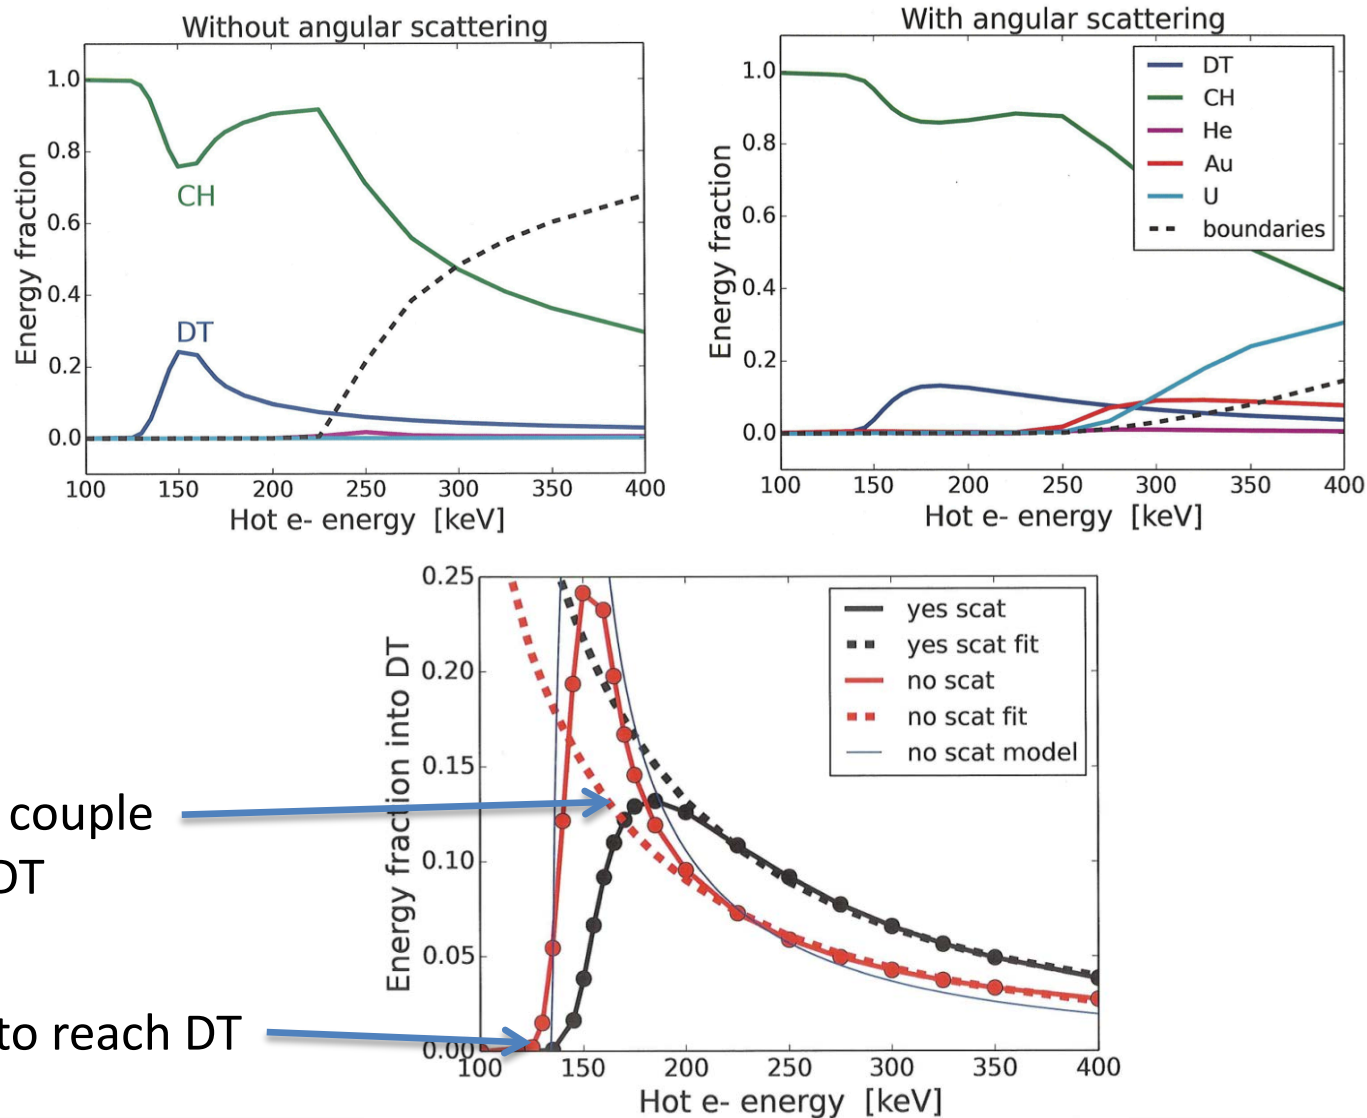 Without angular scattering
Energy fraction
1.0
0.8
0.6
0.4
0.2
0.0
CH
DT
100 150 200 250 300 350 400
Hot e- energy [keV]
With angular scattering
Energy fraction
1.0
0.8
0.6
0.4
0.2
0.0
DT
CH
He
Au
U
boundaries
100 150 200 250 300 350 400
Hot e- energy [keV]
Energy fraction into DT
0.25
0.20
0.15
0.10
0.05
0.00
yes scat
yes scat fit
no scat
no scat fit
no scat model
100 150 200 250 300 350 400
Hot e- energy [keV]
couple
DT
to reach DT